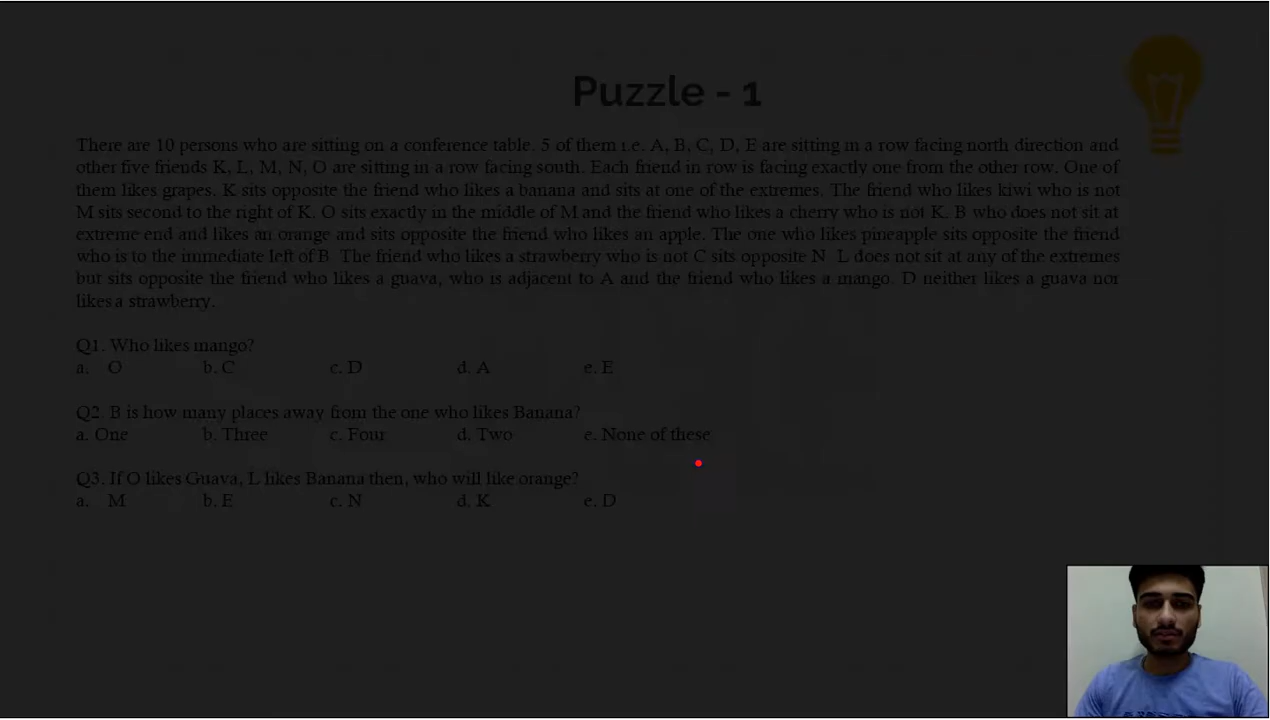 Puzzle - 1
There are 10 persons who are sitting on a conference table. 5 of them i.e. A, B, C, D, E are sitting in a row facing north direction and
other five friends K, L, M, N, O are sitting in a row facing south. Each friend in row is facing exactly one from the other row. One of
them likes grapes. K sits opposite the friend who likes a banana and sits at one of the extremes. The friend who likes kiwi who is not
M sits second to the right of K. O sits exactly in the middle of M and the friend who likes a cherry who is not K. B who does not sit at
extreme end and likes an orange and sits opposite the friend who likes an apple. The one who likes pineapple sits opposite the friend
who is to the immediate left of B. The friend who likes a strawberry who is not C sits opposite N. L does not sit at any of the extremes
but sits opposite the friend who likes a guava, who is adjacent to A and the friend who likes a mango. D neither likes a guava nor
likes a strawberry.
Q1. Who likes mango?
a. O b. C c. D d. A e. E
Q2. B is how many places away from the one who likes Banana?
a. One b. Three c. Four d. Two e. None of these
Q3. If O likes Guava, L likes Banana then, who will like orange?
a. M b. E c. N d. K e. D